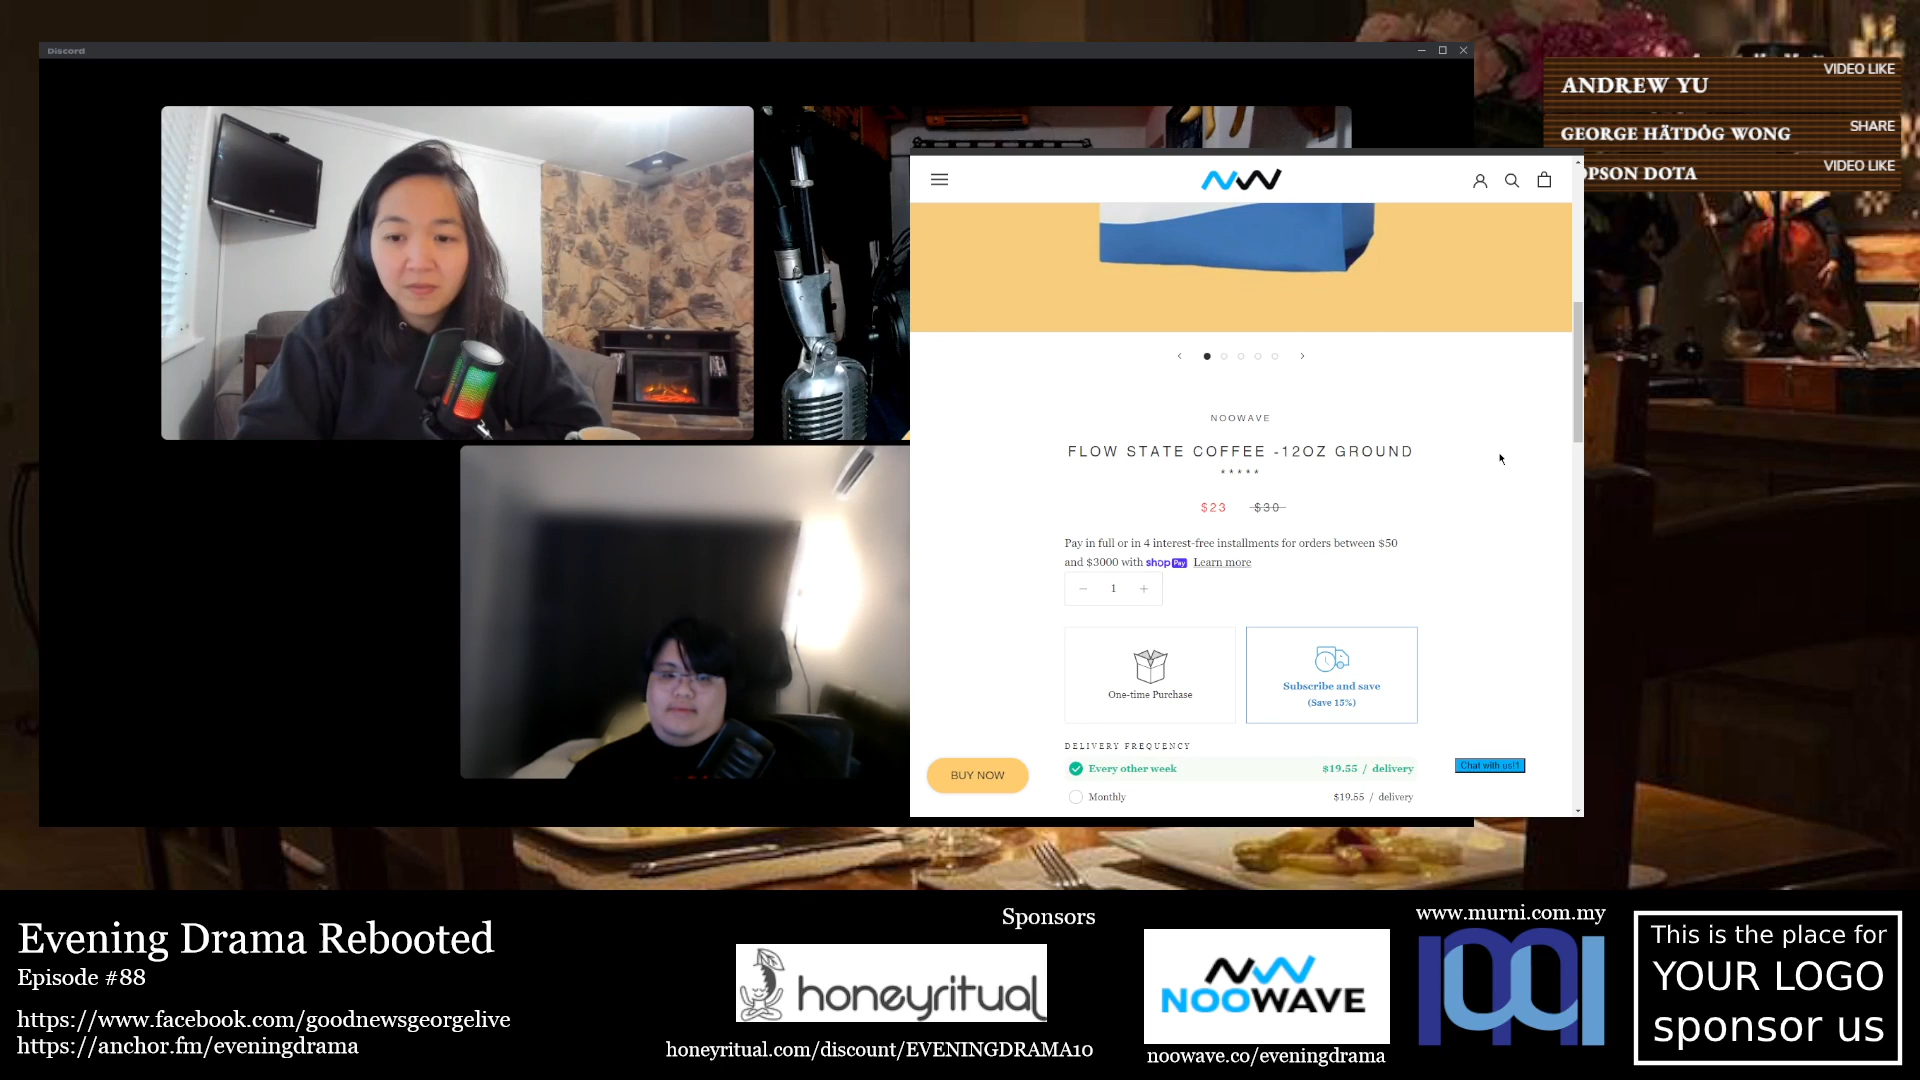 Discord
ANDREW YU
VIDEO LIKE
GEORGE HÄTDÖG WONG
SHARE
OPSON DOTA
VIDEO LIKE
NOOWAVE
FLOW STATE COFFEE -12OZ GROUND
*****
$23 $30
Pay in full or in 4 interest-free installments for orders between $50
and $3000 with shop Pay Learn more
− 1 +
One-time Purchase
Subscribe and save
(Save 15%)
DELIVERY FREQUENCY
Every other week $19.55 / delivery
Monthly $19.55 / delivery
BUY NOW
Chat with us!1
Evening Drama Rebooted
Episode #88
https://www.facebook.com/goodnewsgeorgelive
https://anchor.fm/eveningdrama
Sponsors
honeyritual
honeyritual.com/discount/EVENINGDRAMA10
NOOWAVE
noowave.co/eveningdrama
www.murni.com.my
This is the place for
YOUR LOGO
sponsor us